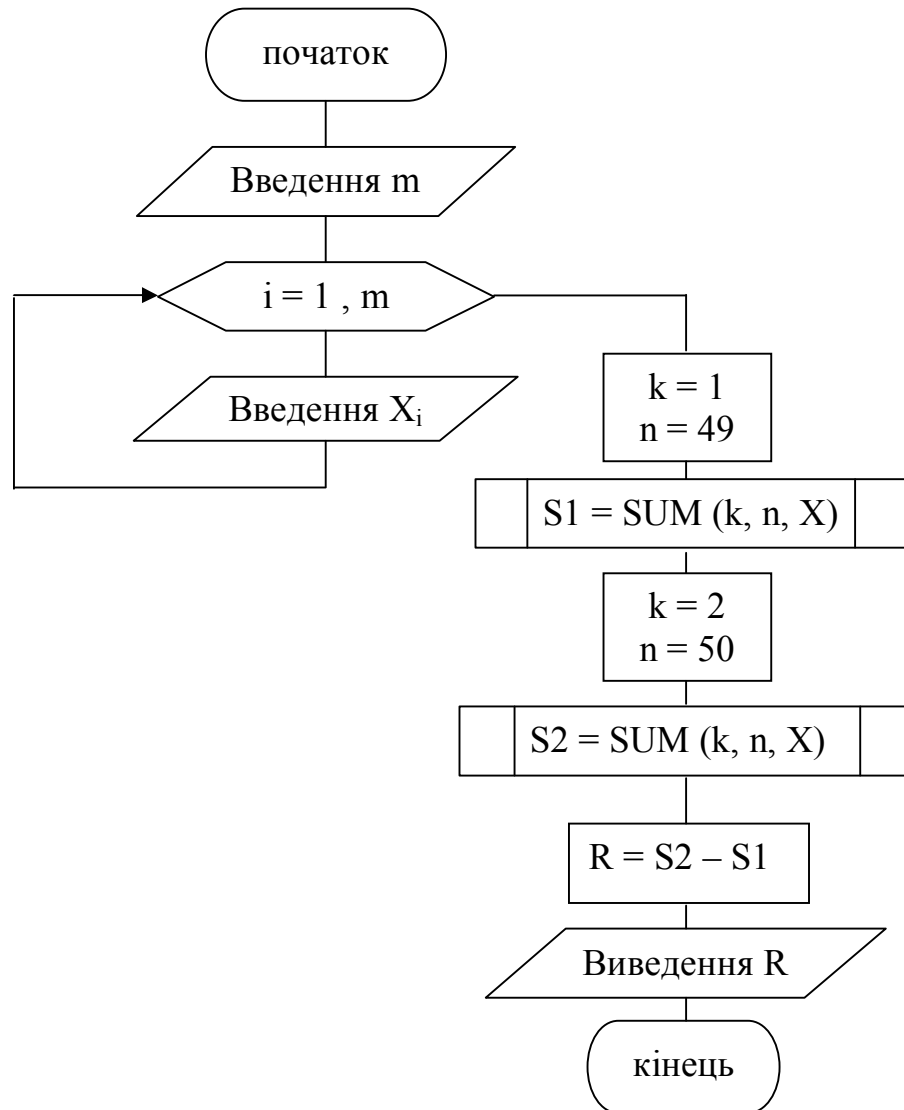 початок
Введення m
i = 1 , m
Введення Xᵢ
k = 1
n = 49
S1 = SUM (k, n, X)
k = 2
n = 50
S2 = SUM (k, n, X)
R = S2 – S1
Виведення R
кінець